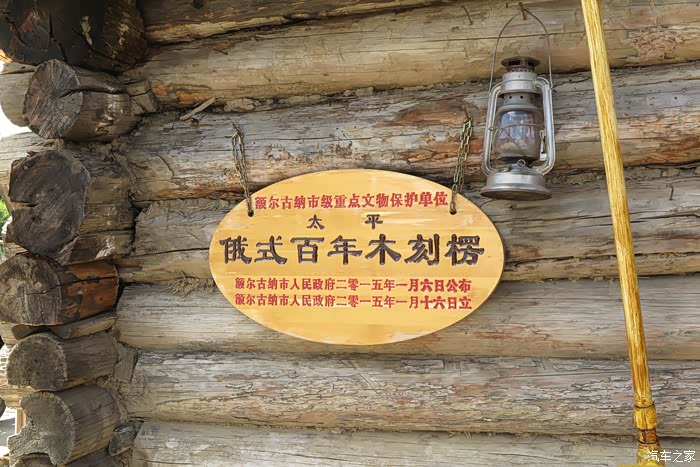 额尔古纳市级重点文物保护单位
太平
俄式百年木刻楞
额尔古纳市人民政府二〇一五年一月六日公布
额尔古纳市人民政府二〇一五年一月十六日立
汽车之家